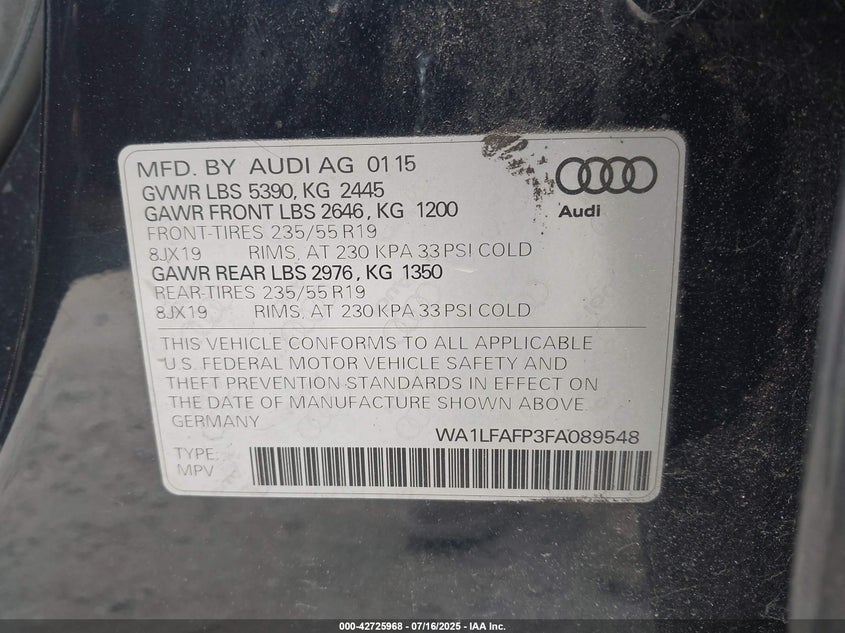 MFD. BY AUDI AG 01 15
GVWR LBS 5390, KG 2445
GAWR FRONT LBS 2646, KG 1200
FRONT-TIRES 235/55 R19
8JX19 RIMS, AT 230 KPA 33 PSI COLD
GAWR REAR LBS 2976, KG 1350
REAR-TIRES 235/55 R19
8JX19 RIMS, AT 230 KPA 33 PSI COLD
Audi
THIS VEHICLE CONFORMS TO ALL APPLICABLE
U.S. FEDERAL MOTOR VEHICLE SAFETY AND
THEFT PREVENTION STANDARDS IN EFFECT ON
THE DATE OF MANUFACTURE SHOWN ABOVE.
GERMANY
WA1LFAFP3FA089548
TYPE:
MPV
000-42725968 - 07/16/2025 - IAA Inc.